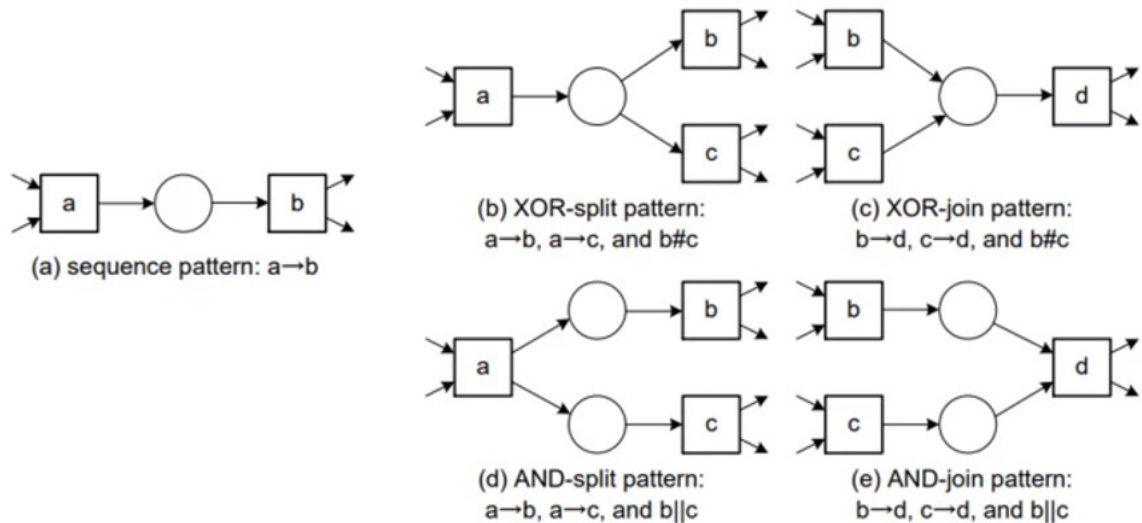 a
b
(a) sequence pattern: a→b
a
b
c
(b) XOR-split pattern:
a→b, a→c, and b#c
b
c
d
(c) XOR-join pattern:
b→d, c→d, and b#c
a
b
c
(d) AND-split pattern:
a→b, a→c, and b||c
b
c
d
(e) AND-join pattern:
b→d, c→d, and b||c